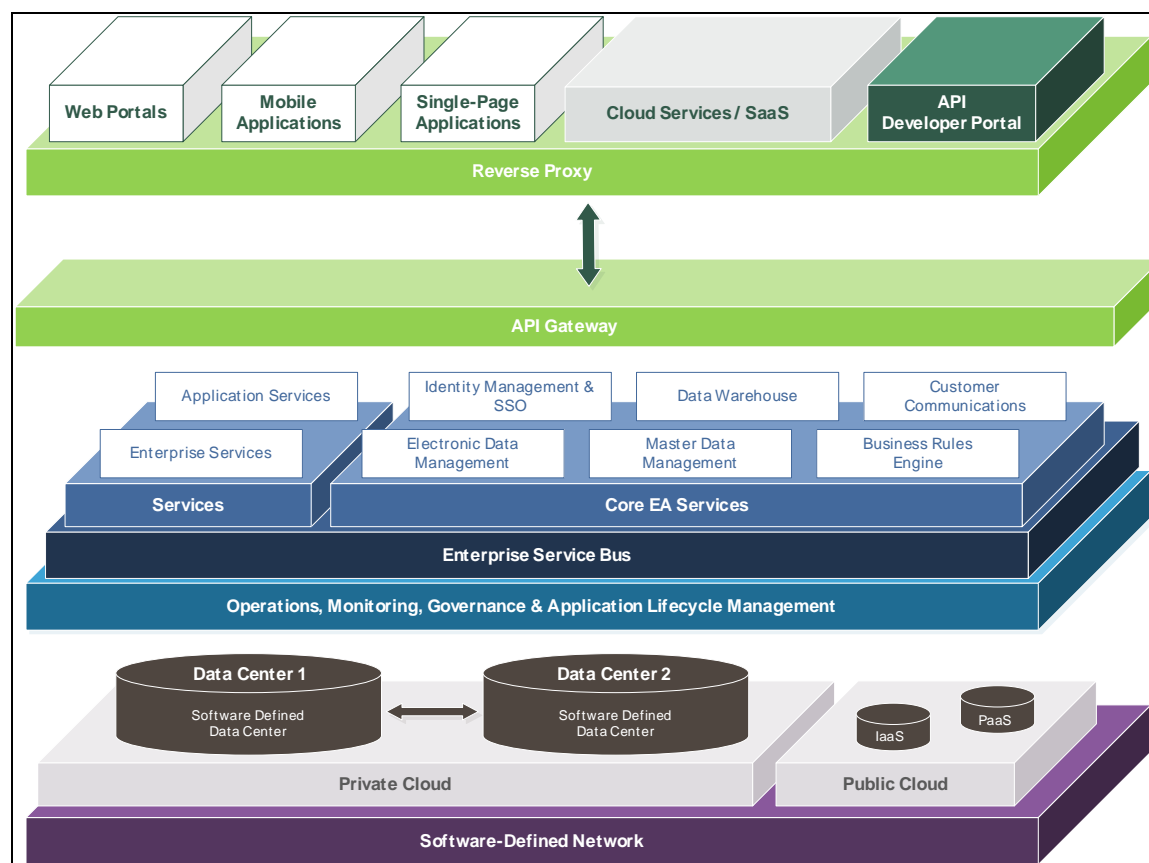 Web Portals
Mobile
Applications
Single-Page
Applications
Cloud Services / SaaS
API
Developer Portal
Reverse Proxy
API Gateway
Application Services
Identity Management &
SSO
Data Warehouse
Customer
Communications
Enterprise Services
Electronic Data
Management
Master Data
Management
Business Rules
Engine
Services
Core EA Services
Enterprise Service Bus
Operations, Monitoring, Governance & Application Lifecycle Management
Data Center 1
Software Defined
Data Center
Data Center 2
Software Defined
Data Center
IaaS
PaaS
Private Cloud
Public Cloud
Software-Defined Network